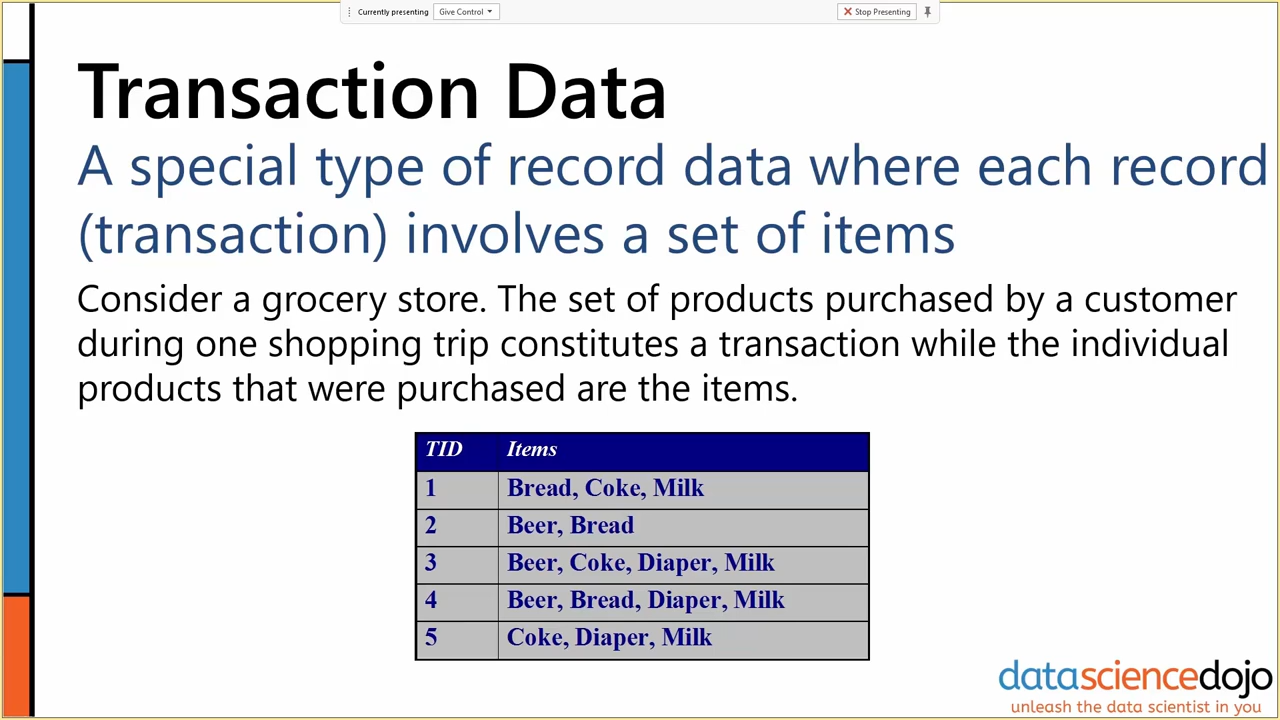 Currently presenting Give Control Stop Presenting
Transaction Data
A special type of record data where each record
(transaction) involves a set of items
Consider a grocery store. The set of products purchased by a customer
during one shopping trip constitutes a transaction while the individual
products that were purchased are the items.
TID Items
1 Bread, Coke, Milk
2 Beer, Bread
3 Beer, Coke, Diaper, Milk
4 Beer, Bread, Diaper, Milk
5 Coke, Diaper, Milk
datasciencedojo
unleash the data scientist in you